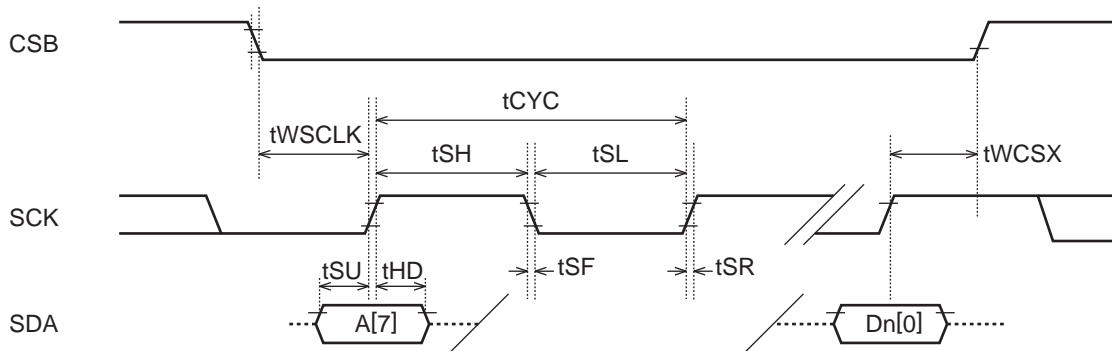 CSB
tCYC
tWSCLK
tSH
tSL
tWCSX
SCK
tSU
tHD
tSF
tSR
SDA
A[7]
Dn[0]